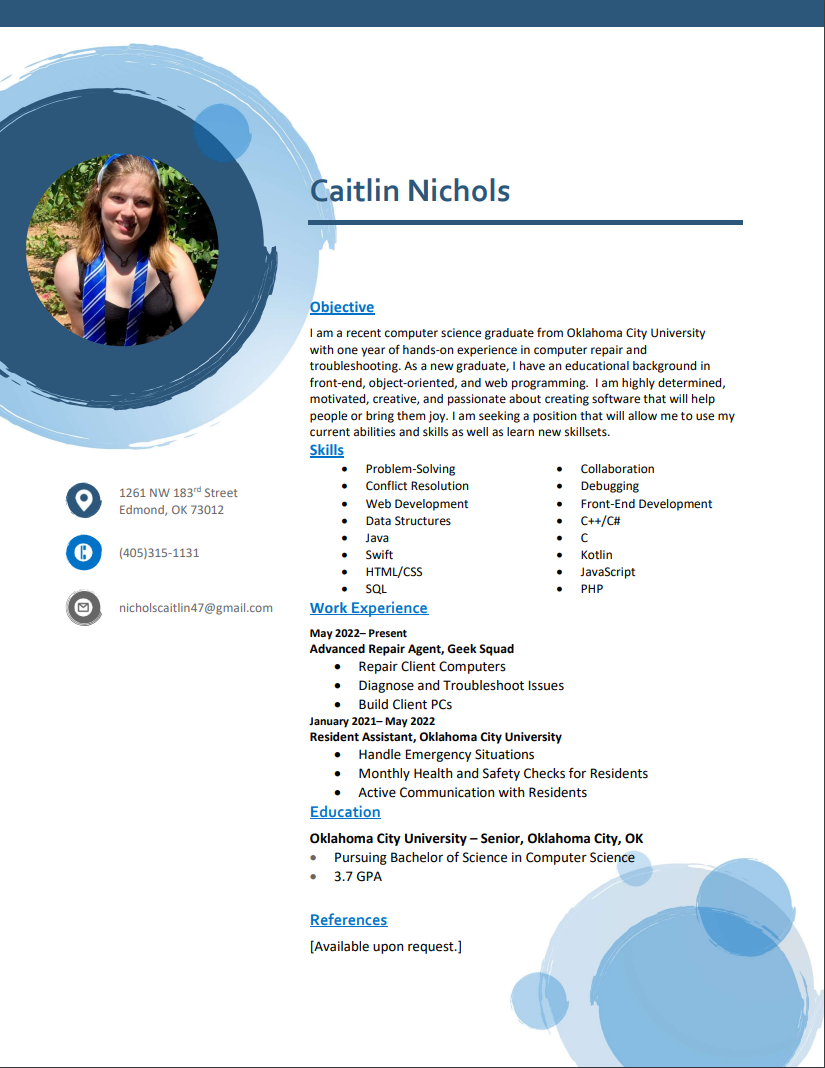 Caitlin Nichols
1261 NW 183rd Street
Edmond, OK 73012
(405)315-1131
nicholscaitlin47@gmail.com
Objective
I am a recent computer science graduate from Oklahoma City University
with one year of hands-on experience in computer repair and
troubleshooting. As a new graduate, I have an educational background in
front-end, object-oriented, and web programming.  I am highly determined,
motivated, creative, and passionate about creating software that will help
people or bring them joy. I am seeking a position that will allow me to use my
current abilities and skills as well as learn new skillsets.
Skills
• Problem-Solving
• Conflict Resolution
• Web Development
• Data Structures
• Java
• Swift
• HTML/CSS
• SQL
• Collaboration
• Debugging
• Front-End Development
• C++/C#
• C
• Kotlin
• JavaScript
• PHP
Work Experience
May 2022– Present
Advanced Repair Agent, Geek Squad
• Repair Client Computers
• Diagnose and Troubleshoot Issues
• Build Client PCs
January 2021– May 2022
Resident Assistant, Oklahoma City University
• Handle Emergency Situations
• Monthly Health and Safety Checks for Residents
• Active Communication with Residents
Education
Oklahoma City University – Senior, Oklahoma City, OK
• Pursuing Bachelor of Science in Computer Science
• 3.7 GPA
References
[Available upon request.]